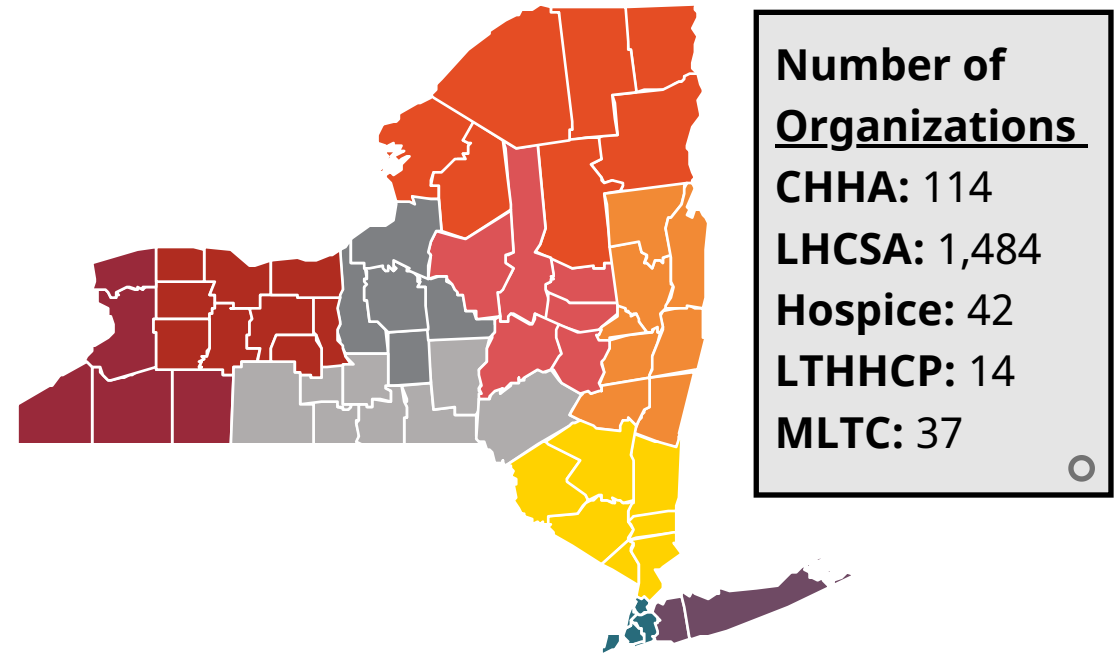 Number of
Organizations
CHHA: 114
LHCSA: 1,484
Hospice: 42
LTHHCP: 14
MLTC: 37